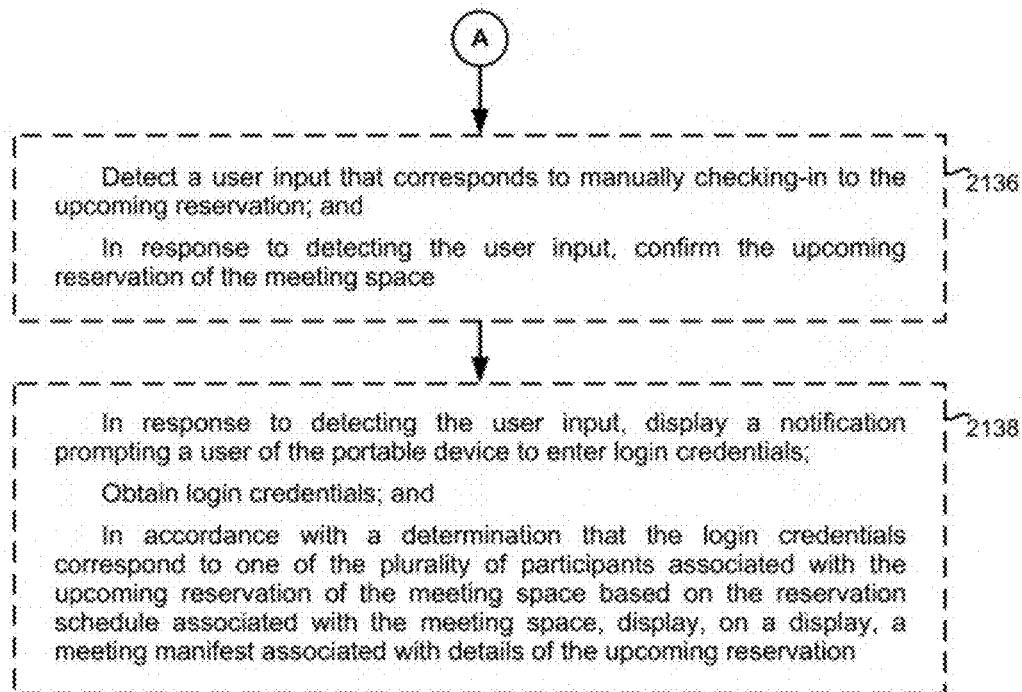 A
Detect a user input that corresponds to manually checking-in to the
upcoming reservation; and
In response to detecting the user input, confirm the upcoming
reservation of the meeting space
2136
In response to detecting the user input, display a notification
prompting a user of the portable device to enter login credentials;
Obtain login credentials; and
In accordance with a determination that the login credentials
correspond to one of the plurality of participants associated with the
upcoming reservation of the meeting space based on the reservation
schedule associated with the meeting space, display, on a display, a
meeting manifest associated with details of the upcoming reservation
2138